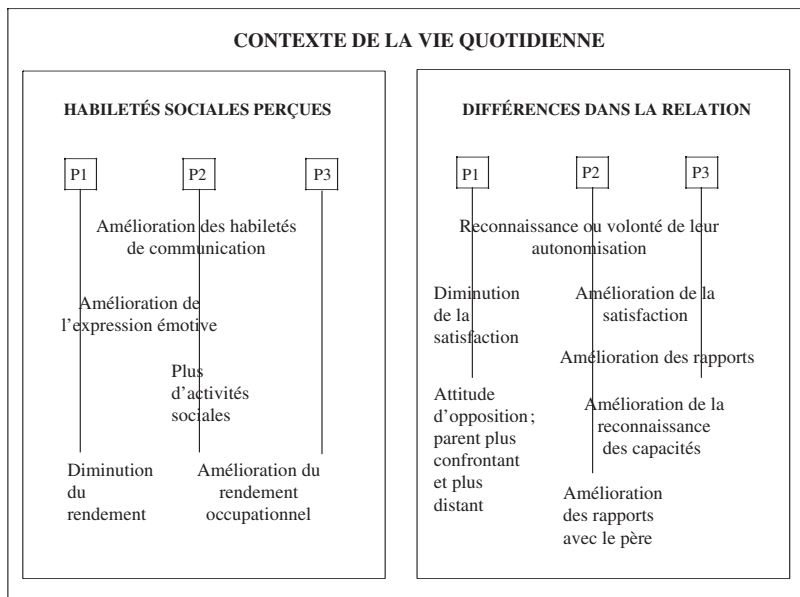 CONTEXTE DE LA VIE QUOTIDIENNE
HABILETÉS SOCIALES PERÇUES
P1 P2 P3
Amélioration des habiletés
de communication
Amélioration de
l’expression émotive
Plus
d’activités
sociales
Diminution
du
rendement
Amélioration du
rendement
occupationnel
DIFFÉRENCES DANS LA RELATION
P1 P2 P3
Reconnaissance ou volonté de leur
autonomisation
Diminution
de la
satisfaction
Amélioration de la
satisfaction
Amélioration des rapports
Attitude
d’opposition ;
parent plus
confrontant
et plus
distant
Amélioration de la
reconnaissance
des capacités
Amélioration
des rapports
avec le père